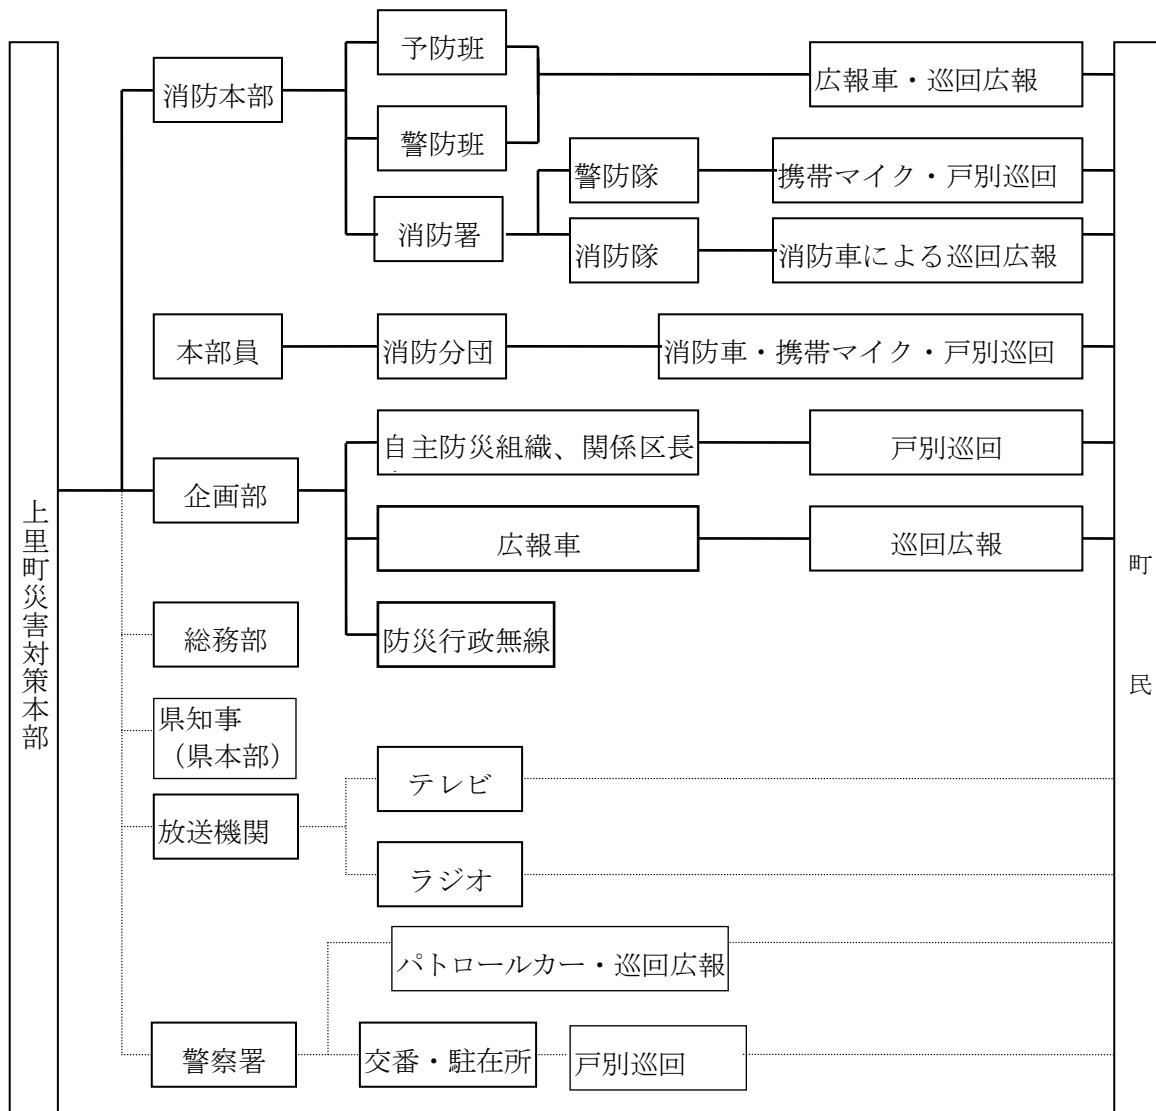 上里町災害対策本部
消防本部
予防班
警防班
広報車・巡回広報
消防署
警防隊
携帯マイク・戸別巡回
消防隊
消防車による巡回広報
本部員
消防分団
消防車・携帯マイク・戸別巡回
企画部
自主防災組織、関係区長
戸別巡回
広報車
巡回広報
防災行政無線
総務部
県知事
（県本部）
放送機関
テレビ
ラジオ
警察署
パトロールカー・巡回広報
交番・駐在所
戸別巡回
町民